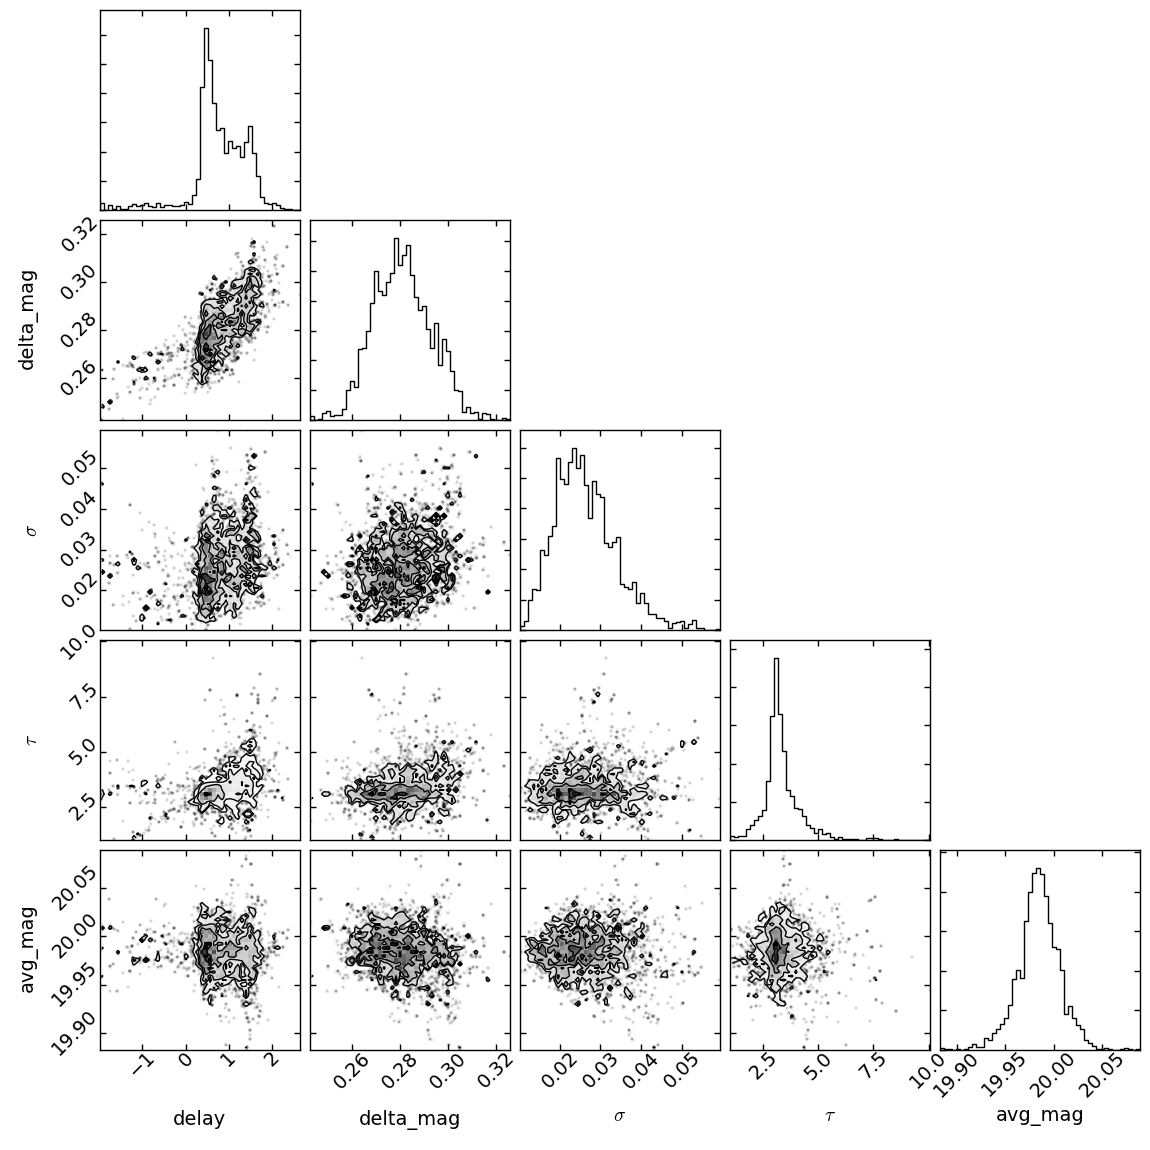 delta_mag
0.32
0.30
0.28
0.26
σ
0.05
0.04
0.03
0.02
0
τ
10.0
7.5
5.0
2.5
avg_mag
20.05
20.00
19.95
19.90
−1 0 1 2
0.26 0.28 0.30 0.32
0.02 0.03 0.04 0.05
2.5 5.0 7.5 10.0
19.90 19.95 20.00 20.05
delay delta_mag σ τ avg_mag